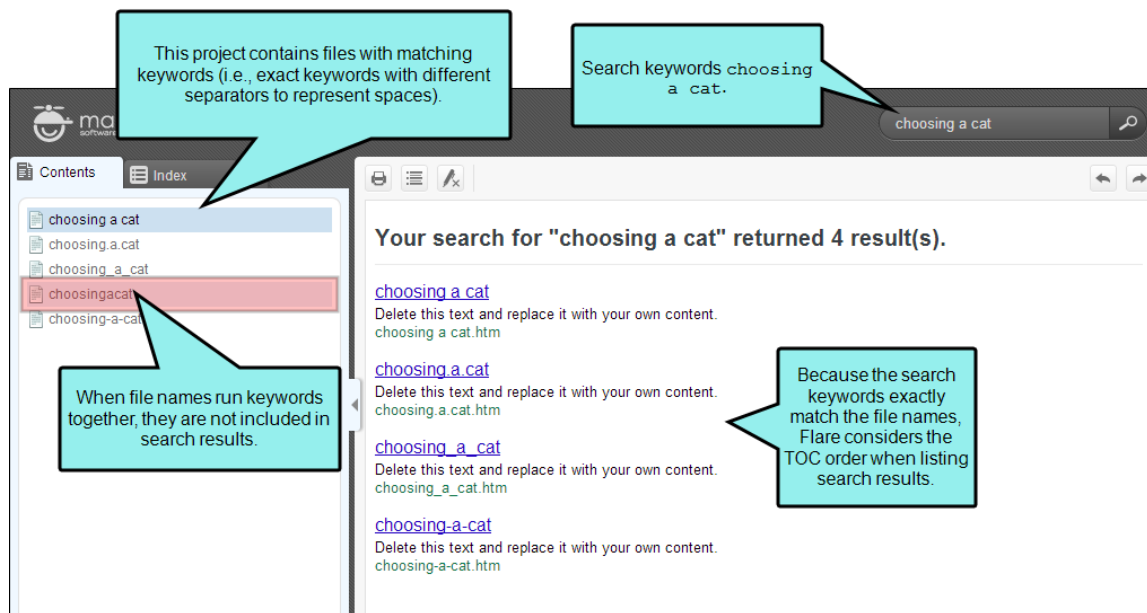 This project contains files with matching
keywords (i.e., exact keywords with different
separators to represent spaces).
Search keywords choosing
a cat.
ma
software
choosing a cat
Contents
Index
choosing a cat
choosing.a.cat
choosing_a_cat
choosingacat
choosing-a-cat
When file names run keywords
together, they are not included in
search results.
Your search for "choosing a cat" returned 4 result(s).
choosing a cat
Delete this text and replace it with your own content.
choosing a cat.htm
choosing.a.cat
Delete this text and replace it with your own content.
choosing.a.cat.htm
choosing_a_cat
Delete this text and replace it with your own content.
choosing_a_cat.htm
choosing-a-cat
Delete this text and replace it with your own content.
choosing-a-cat.htm
Because the search
keywords exactly
match the file names,
Flare considers the
TOC order when listing
search results.